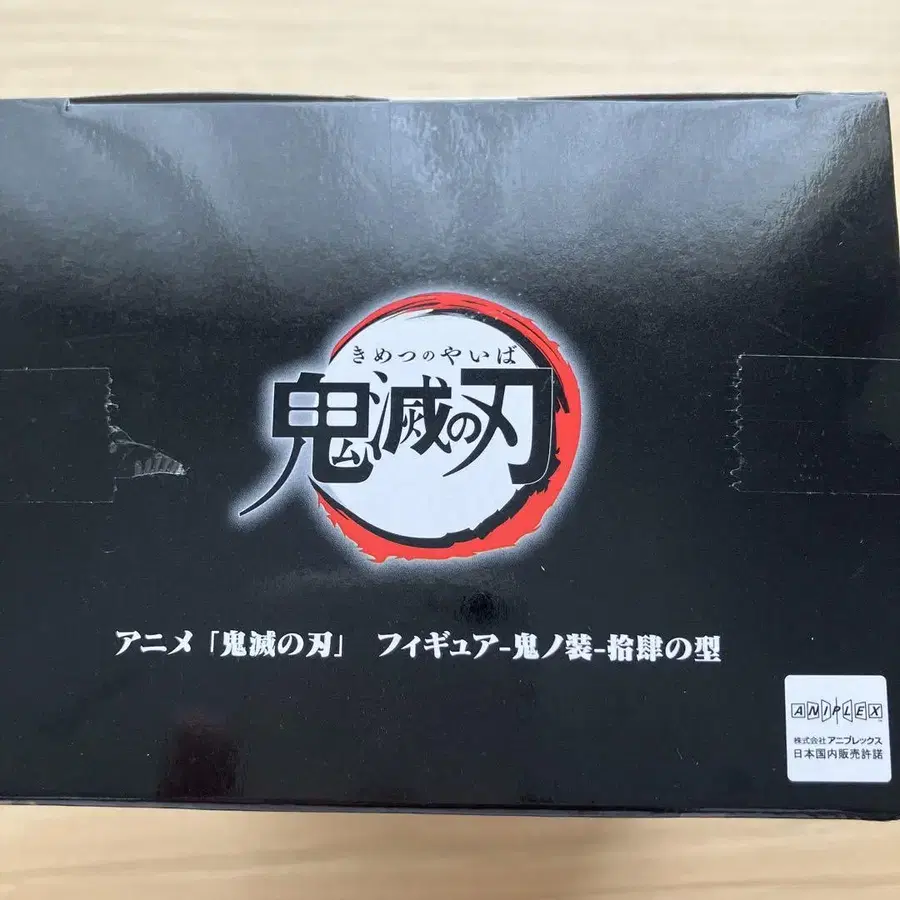 きめつのやいば
鬼滅の刃
アニメ「鬼滅の刃」 フィギュア-鬼ノ装-拾肆の型
ANIPLEX
株式会社アニプレックス
日本国内販売許諾